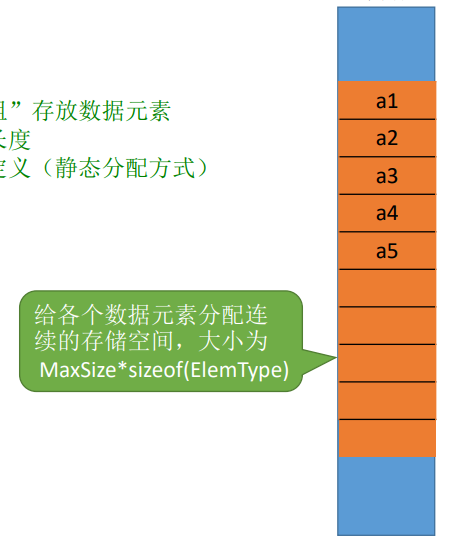 ”存放数据元素
长度
定义（静态分配方式）
a1
a2
a3
a4
a5
给各个数据元素分配连
续的存储空间，大小为
MaxSize*sizeof(ElemType)